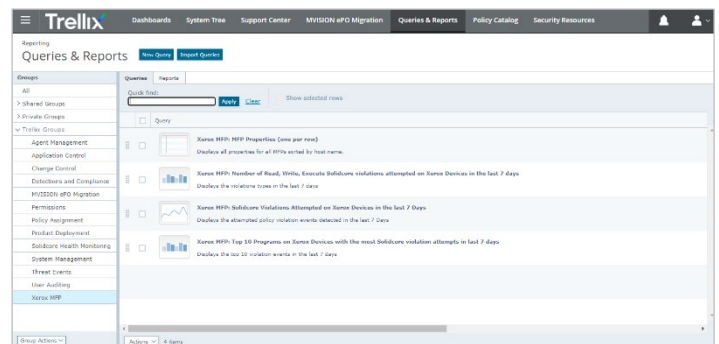 Trellix
Dashboards System Tree Support Center MVISION ePO Migration Queries & Reports Policy Catalog Security Resources
Reporting
Queries & Reports New Query Import Queries
Groups
All
Shared Groups
Private Groups
Trellix Groups
Agent Management
Application Control
Change Control
Detections and Compliance
MVISION ePO Migration
Permissions
Policy Assignment
Product Deployment
Solidcore Health Monitoring
System Management
Threat Events
User Auditing
Xerox MFP
Group Actions
Queries Reports
Quick find:
Apply Clear Show selected rows
Query
Xerox MFP: MFP Properties (one per row)
Displays all properties for all MFPs sorted by host name.
Xerox MFP: Number of Read, Write, Execute Solidcore violations attempted on Xerox Devices in the last 7 days
Displays the violations types in the last 7 days
Xerox MFP: Solidcore Violations Attempted on Xerox Devices in the last 7 Days
Displays the attempted policy violation events detected in the last 7 Days
Xerox MFP: Top 10 Programs on Xerox Devices with the most Solidcore violation attempts in last 7 days
Displays the top 10 violation events in the last 7 days
Actions 4 items